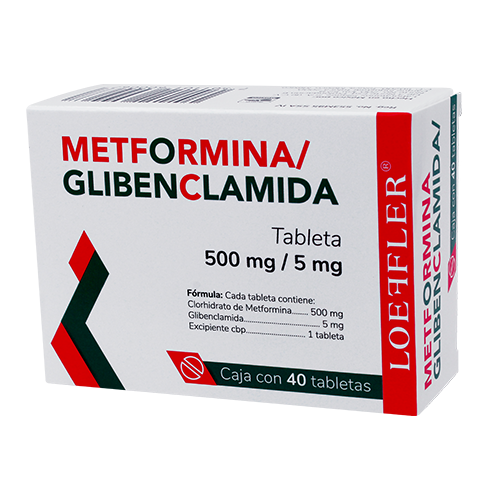 METFORMINA/
GLIBENCLAMIDA
Tableta
500 mg / 5 mg
Fórmula: Cada tableta contiene:
Clorhidrato de Metformina....... 500 mg
Glibenclamida.................................. 5 mg
Excipiente cbp........................... 1 tableta
Caja con 40 tabletas
LOEFFLER®
METFORMINA
GLIBENCLAMIDA/
Caja con 40 tabletas